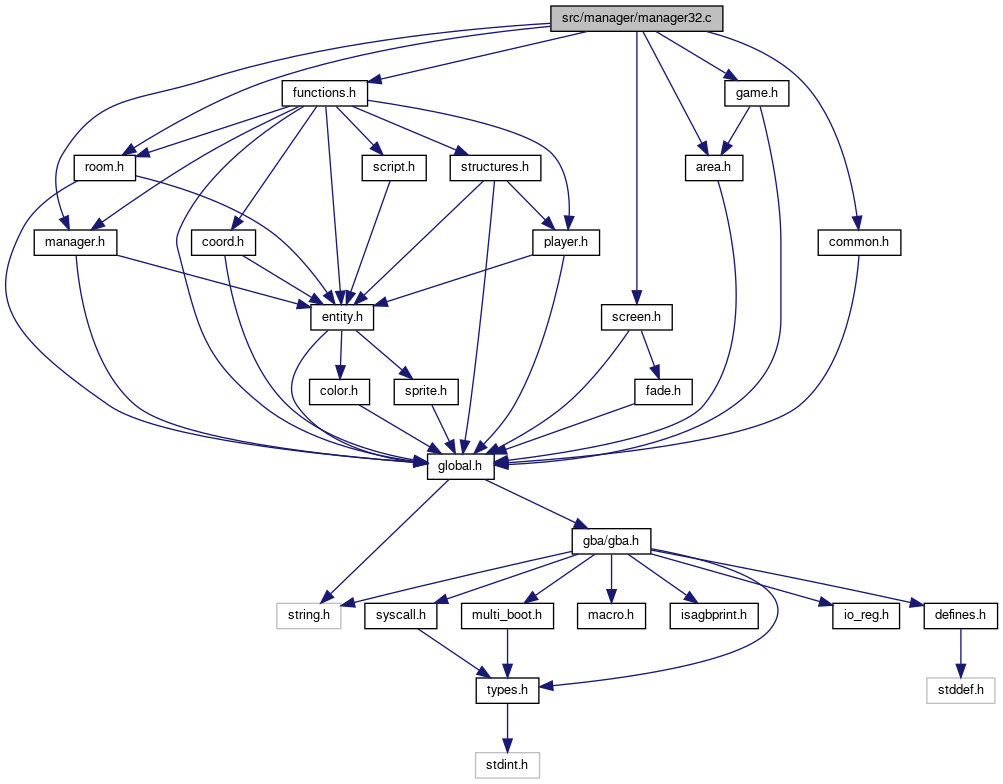 src/manager/manager32.c
functions.h
game.h
room.h
script.h
structures.h
area.h
manager.h
coord.h
player.h
common.h
entity.h
screen.h
color.h
sprite.h
fade.h
global.h
gba/gba.h
string.h
syscall.h
multi_boot.h
macro.h
isagbprint.h
io_reg.h
defines.h
types.h
stddef.h
stdint.h